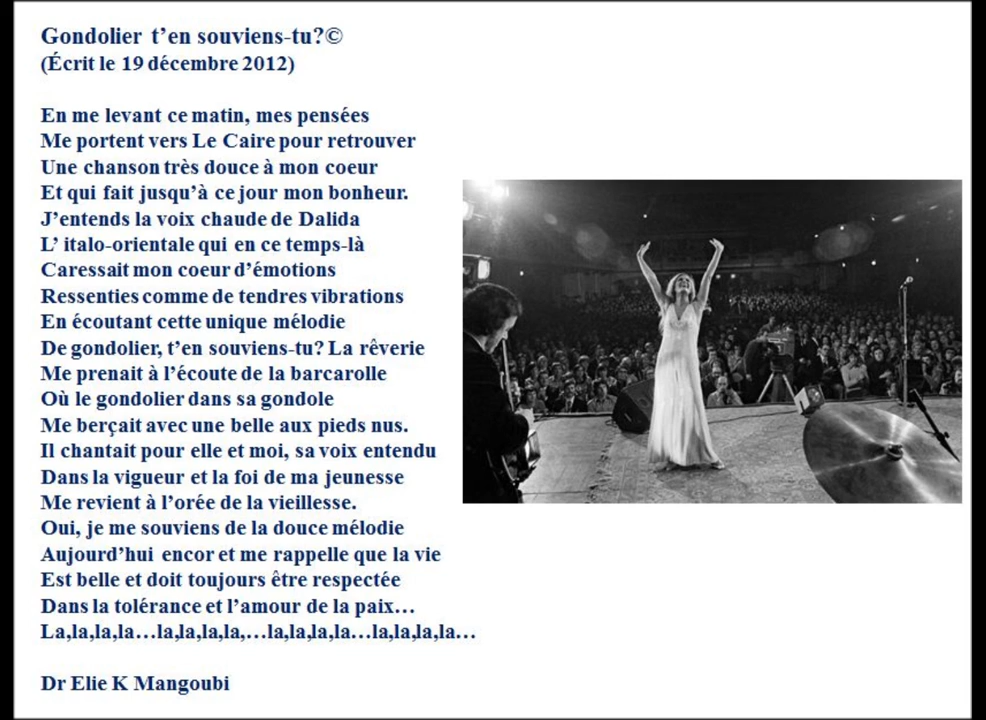 Gondolier t’en souviens-tu?©
(Écrit le 19 décembre 2012)
En me levant ce matin, mes pensées
Me portent vers Le Caire pour retrouver
Une chanson très douce à mon coeur
Et qui fait jusqu’à ce jour mon bonheur.
J’entends la voix chaude de Dalida
L’ italo-orientale qui en ce temps-là
Caressait mon coeur d’émotions
Ressenties comme de tendres vibrations
En écoutant cette unique mélodie
De gondolier, t’en souviens-tu? La rêverie
Me prenait à l’écoute de la barcarolle
Où le gondolier dans sa gondole
Me berçait avec une belle aux pieds nus.
Il chantait pour elle et moi, sa voix entendu
Dans la vigueur et la foi de ma jeunesse
Me revient à l’orée de la vieillesse.
Oui, je me souviens de la douce mélodie
Aujourd’hui encor et me rappelle que la vie
Est belle et doit toujours être respectée
Dans la tolérance et l’amour de la paix…
La,la,la,la…la,la,la,la,…la,la,la,la…la,la,la,la…
Dr Elie K Mangoubi